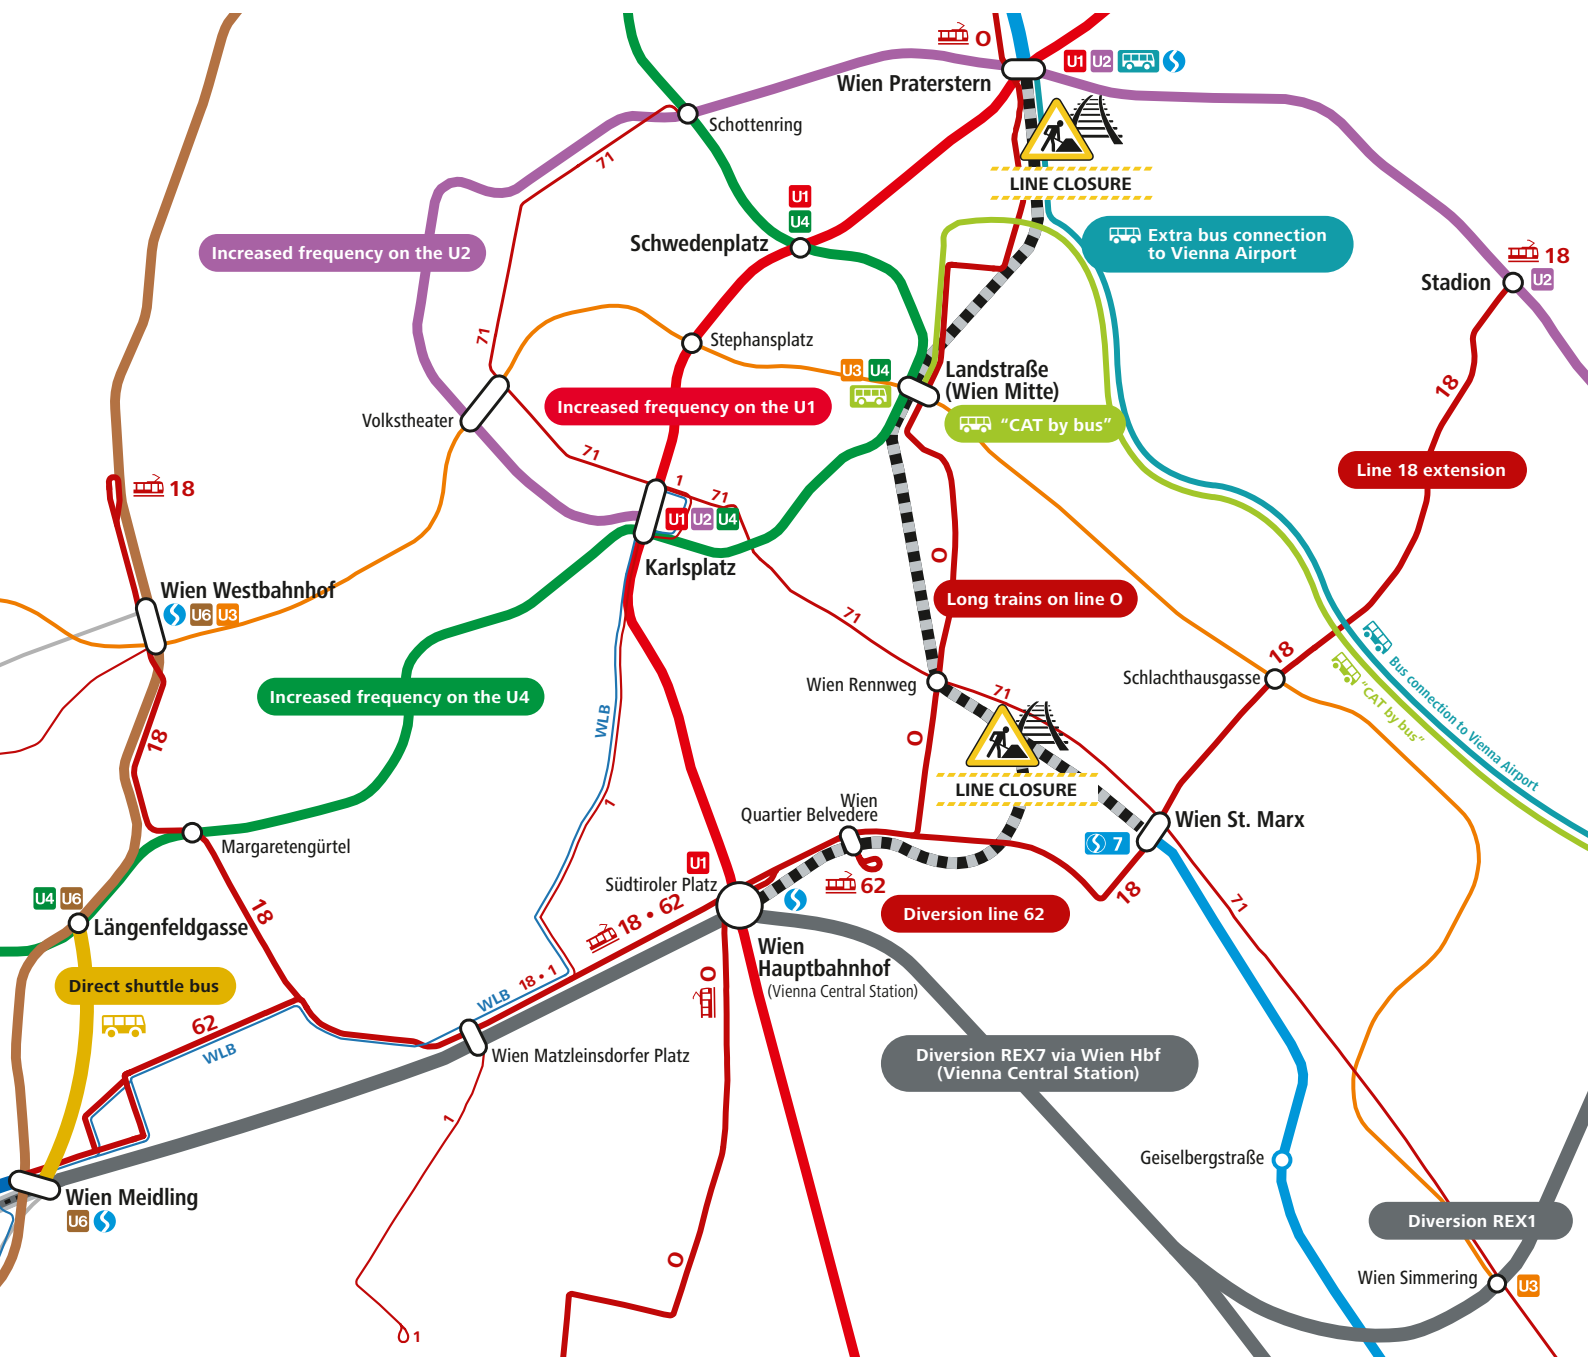 O
U1 U2
Wien Praterstern
Schottenring
71
LINE CLOSURE
U1
U4
Schwedenplatz
Increased frequency on the U2
Extra bus connection
to Vienna Airport
18
U2
Stadion
71
Stephansplatz
U3 U4
Landstraße
(Wien Mitte)
18
Increased frequency on the U1
Volkstheater
"CAT by bus"
71
Line 18 extension
1
71
18
U1 U2 U4
Karlsplatz
O
Wien Westbahnhof
U6 U3
Long trains on line O
71
18
Bus connection to Vienna Airport
"CAT by bus"
Schlachthausgasse
Wien Rennweg
71
Increased frequency on the U4
WLB
18
O
LINE CLOSURE
1
Wien
Quartier Belvedere
Wien St. Marx
7
Margaretengürtel
U1
Südtiroler Platz
62
18
71
U4 U6
Längenfeldgasse
18
18 • 62
Diversion line 62
Wien
Hauptbahnhof
(Vienna Central Station)
Direct shuttle bus
WLB
18 • 1
O
62
WLB
Wien Matzleinsdorfer Platz
Diversion REX7 via Wien Hbf
(Vienna Central Station)
1
Geiselbergstraße
Wien Meidling
U6
Diversion REX1
O
Wien Simmering
U3
1